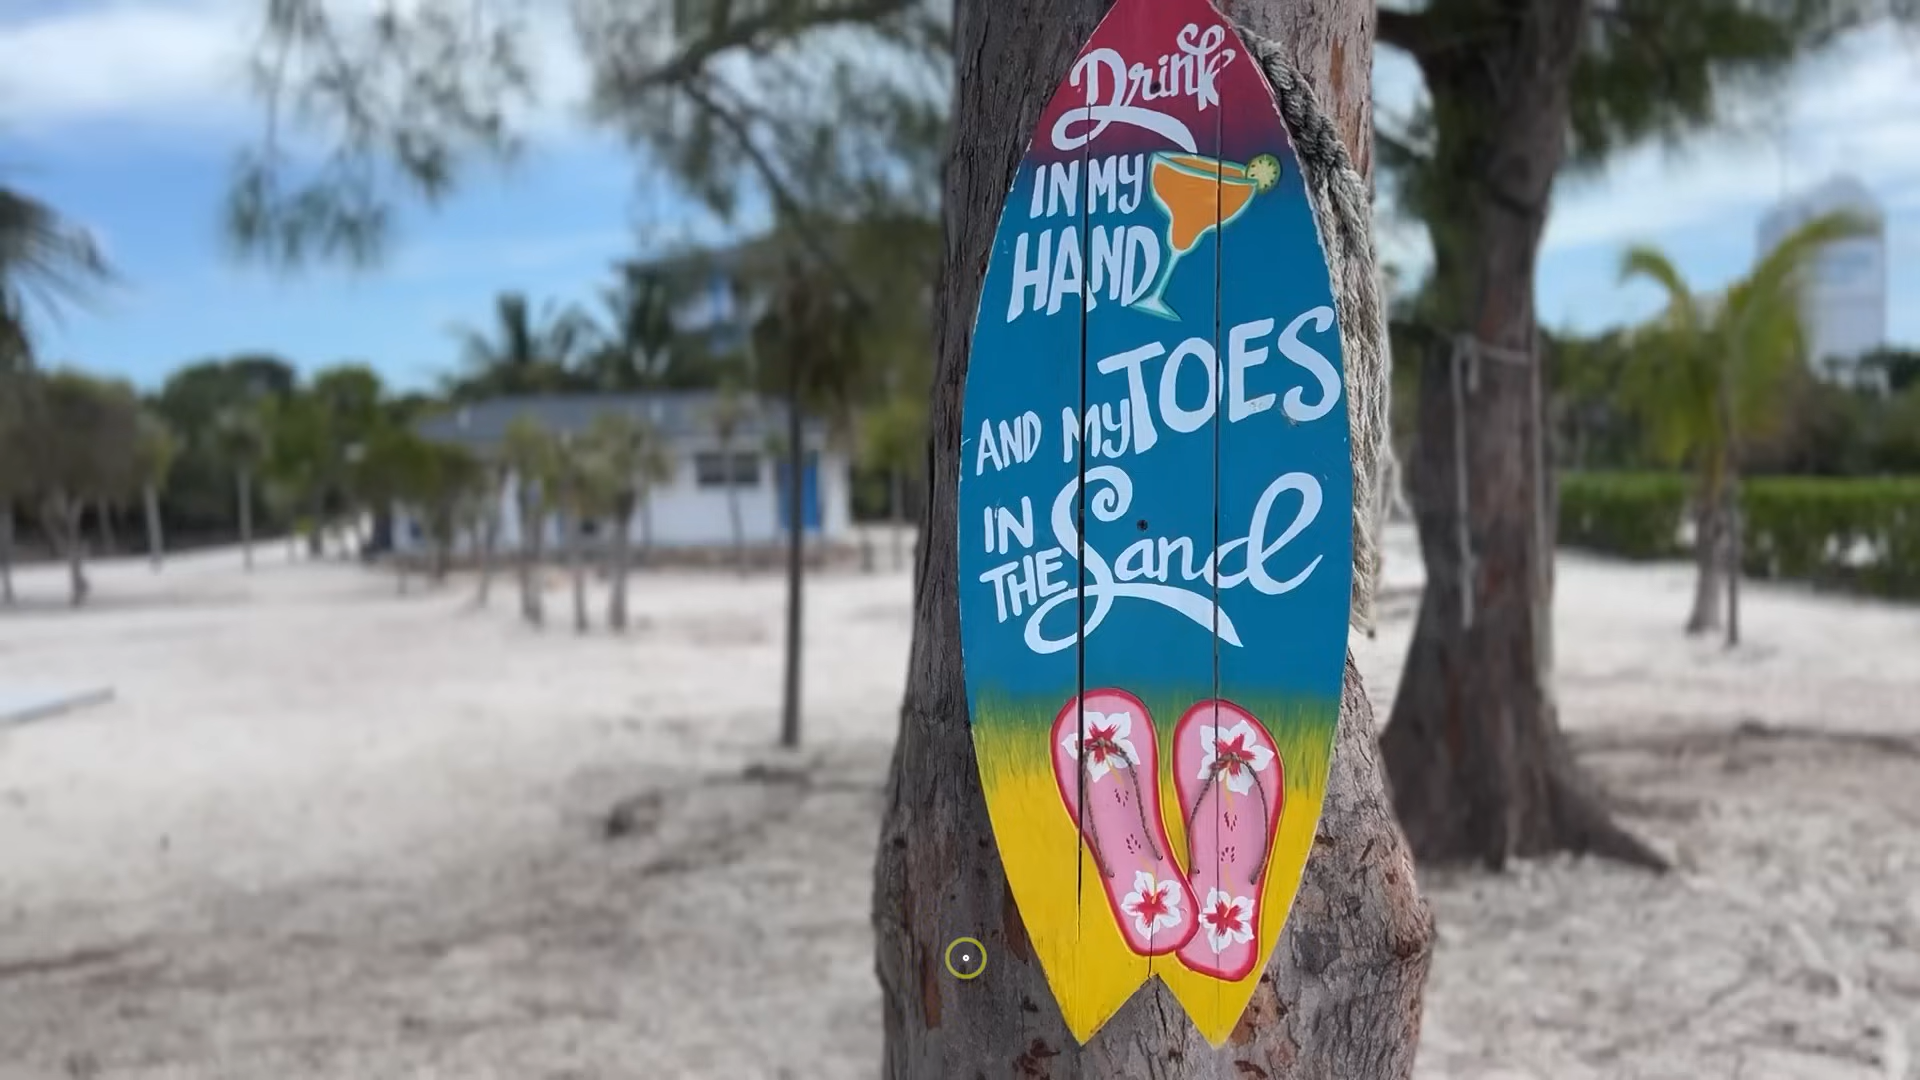 Drink
IN MY
HAND
AND MY TOES
IN
THE Sand